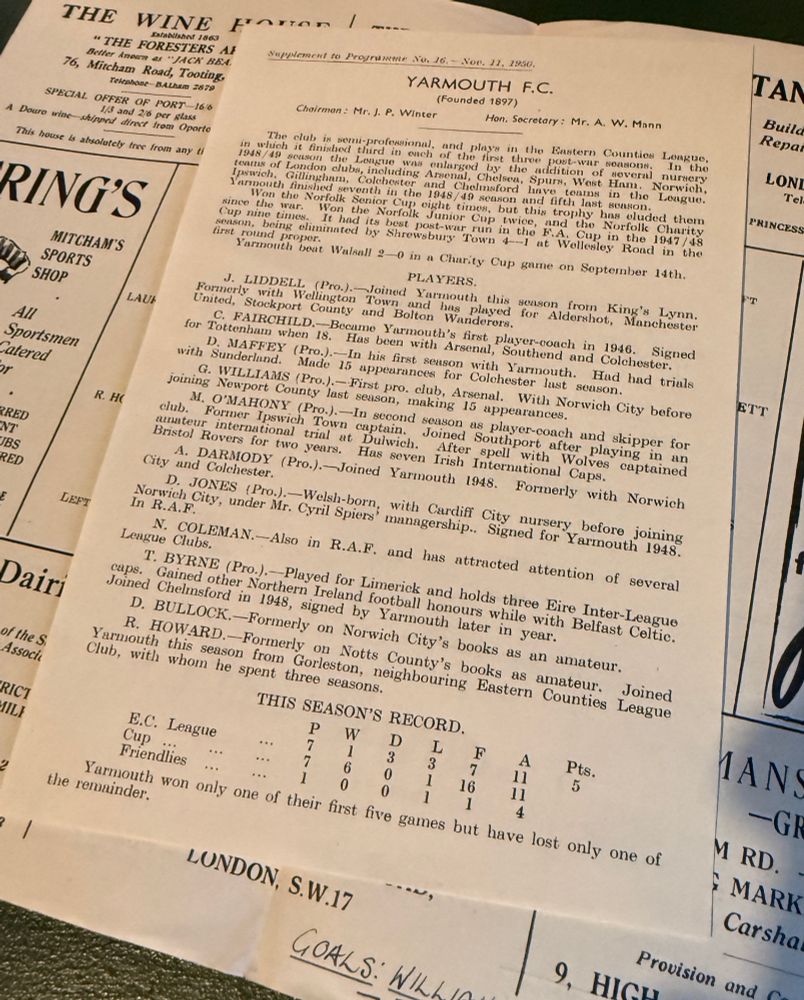 THE WINE HOUSE
Established 1863
"THE FORESTERS
Better known as "JACK
76, Mitcham Road, Tooting,
Telephone—BALham 2679
SPECIAL OFFER OF PORT—16/6
1/3 and 2/6 per glass
A Douro wine—shipped direct from Oporto
This house is absolutely free from any
RING'S
MITCHAM'S
SPORTS
SHOP
All
Sportsmen
Catered
or
LEFT
Dairi
of the S
Associ
Supplement to Programme No. 16. – Nov. 11, 1950.
YARMOUTH F.C.
(Founded 1897)
Chairman: Mr. J. P. Winter Hon. Secretary: Mr. A. W. Mann
The club is semi-professional, and plays in the Eastern Counties League,
in which it finished third in each of the first three post-war seasons. In the
1948/49 season the League was enlarged by the addition of several nursery
teams of London clubs, including Arsenal, Chelsea, Spurs, West Ham. Norwich,
Ipswich, Gillingham, Colchester and Chelmsford have teams in the League.
Yarmouth finished seventh in the 1948/49 season and fifth last season.
Won the Norfolk Senior Cup eight times, but this trophy has eluded them
since the war. Won the Norfolk Junior Cup twice, and the Norfolk Charity
Cup nine times. It had its best post-war run in the F.A. Cup in the 1947/48
season, being eliminated by Shrewsbury Town 4—1 at Wellesley Road in the
first round proper.
Yarmouth beat Walsall 2—0 in a Charity Cup game on September 14th.
PLAYERS.
J. LIDDELL (Pro.).—Joined Yarmouth this season from King's Lynn.
Formerly with Wellington Town and has played for Aldershot, Manchester
United, Stockport County and Bolton Wanderers.
C. FAIRCHILD.—Became Yarmouth's first player-coach in 1946. Signed
for Tottenham when 18. Has been with Arsenal, Southend and Colchester.
D. MAFFEY (Pro.).—In his first season with Yarmouth. Had had trials
with Sunderland. Made 15 appearances for Colchester last season.
G. WILLIAMS (Pro.).—First pro. club, Arsenal. With Norwich City before
joining Newport County last season, making 15 appearances.
M. O'MAHONY (Pro.).—In second season as player-coach and skipper for
club. Former Ipswich Town captain. Joined Southport after playing in an
amateur international trial at Dulwich. After spell with Wolves captained
Bristol Rovers for two years. Has seven Irish International Caps.
A. DARMODY (Pro.).—Joined Yarmouth 1948. Formerly with Norwich
City and Colchester.
D. JONES (Pro.).—Welsh-born, with Cardiff City nursery before joining
Norwich City, under Mr. Cyril Spiers' managership.. Signed for Yarmouth 1948.
In R.A.F.
N. COLEMAN.—Also in R.A.F. and has attracted attention of several
League Clubs.
T. BYRNE (Pro.).—Played for Limerick and holds three Eire Inter-League
caps. Gained other Northern Ireland football honours while with Belfast Celtic.
Joined Chelmsford in 1948, signed by Yarmouth later in year.
D. BULLOCK.—Formerly on Norwich City's books as an amateur.
R. HOWARD.—Formerly on Notts County's books as amateur. Joined
Yarmouth this season from Gorleston, neighbouring Eastern Counties League
Club, with whom he spent three seasons.
THIS SEASON'S RECORD.
P W D L F A Pts.
E.C. League ... 7 1 3 3 7 11 5
Cup ... ... ... 7 6 0 1 16 11
Friendlies ... ... 1 0 0 1 1 4
Yarmouth won only one of their first five games but have lost only one of
the remainder.
LONDON, S.W.17
GOALS: WILLIA
9, HIGH
Provision and
TAN
Build
Repai
LOND
Tel
PRINCESS
ETT
MANS
—GR
M RD.
MARK
Carsha